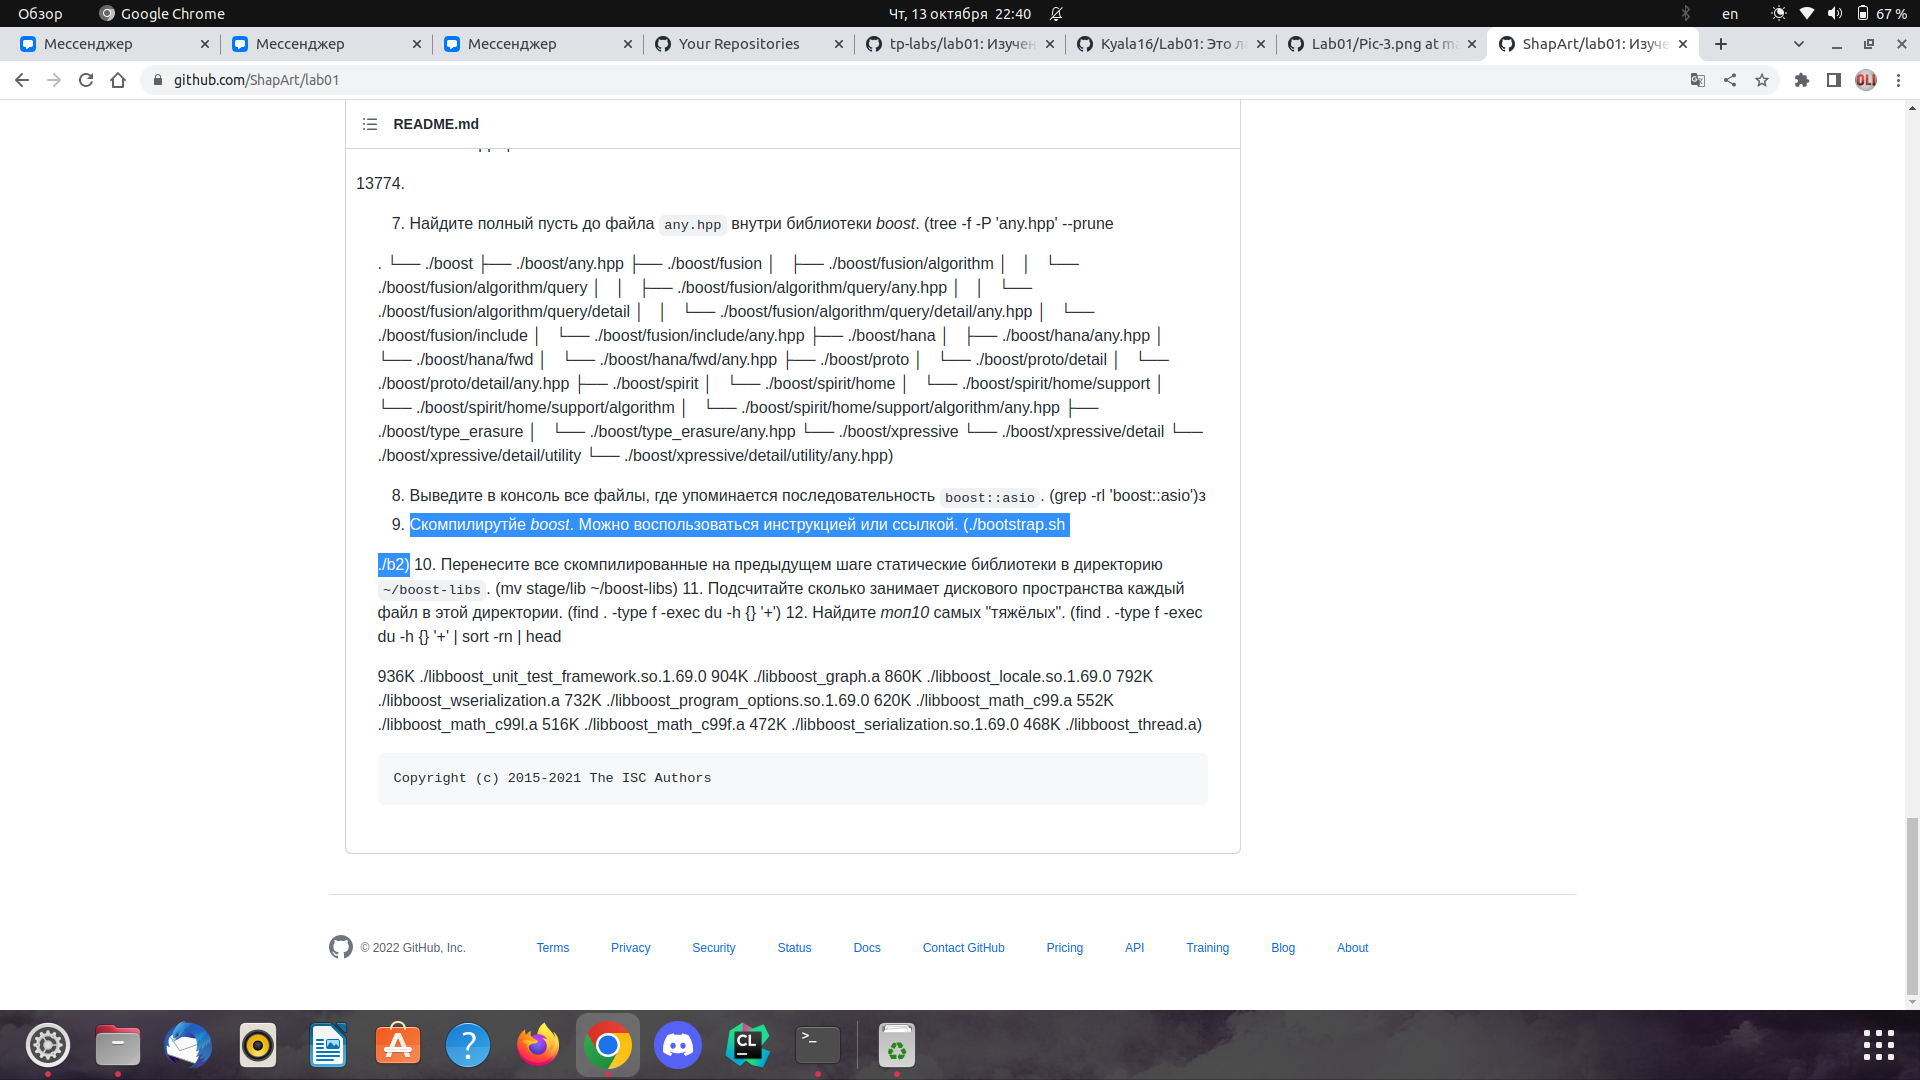 Обзор
Google Chrome
Чт, 13 октября 22:40
en
67 %
Мессенджер
Мессенджер
Мессенджер
Your Repositories
tp-labs/lab01: Изучен
Kyala16/Lab01: Это ла
Lab01/Pic-3.png at ma
ShapArt/lab01: Изуче
github.com/ShapArt/lab01
README.md
13774.
7. Найдите полный пусть до файла any.hpp внутри библиотеки boost. (tree -f -P 'any.hpp' --prune
. └── ./boost ├── ./boost/any.hpp ├── ./boost/fusion │ ├── ./boost/fusion/algorithm │ │ └──
./boost/fusion/algorithm/query │ │ ├── ./boost/fusion/algorithm/query/any.hpp │ │ └──
./boost/fusion/algorithm/query/detail │ │ └── ./boost/fusion/algorithm/query/detail/any.hpp │ └──
./boost/fusion/include │ └── ./boost/fusion/include/any.hpp ├── ./boost/hana │ ├── ./boost/hana/any.hpp │
└── ./boost/hana/fwd │ └── ./boost/hana/fwd/any.hpp ├── ./boost/proto │ └── ./boost/proto/detail │ └──
./boost/proto/detail/any.hpp ├── ./boost/spirit │ └── ./boost/spirit/home │ └── ./boost/spirit/home/support │
└── ./boost/spirit/home/support/algorithm │ └── ./boost/spirit/home/support/algorithm/any.hpp ├──
./boost/type_erasure │ └── ./boost/type_erasure/any.hpp └── ./boost/xpressive └── ./boost/xpressive/detail └──
./boost/xpressive/detail/utility └── ./boost/xpressive/detail/utility/any.hpp)
8. Выведите в консоль все файлы, где упоминается последовательность boost::asio. (grep -rl 'boost::asio')з
9. Скомпилирутйе boost. Можно воспользоваться инструкцией или ссылкой. (./bootstrap.sh
./b2) 10. Перенесите все скомпилированные на предыдущем шаге статические библиотеки в директорию
~/boost-libs. (mv stage/lib ~/boost-libs) 11. Подсчитайте сколько занимает дискового пространства каждый
файл в этой директории. (find . -type f -exec du -h {} '+') 12. Найдите топ10 самых "тяжёлых". (find . -type f -exec
du -h {} '+' | sort -rn | head
936K ./libboost_unit_test_framework.so.1.69.0 904K ./libboost_graph.a 860K ./libboost_locale.so.1.69.0 792K
./libboost_wserialization.a 732K ./libboost_program_options.so.1.69.0 620K ./libboost_math_c99.a 552K
./libboost_math_c99l.a 516K ./libboost_math_c99f.a 472K ./libboost_serialization.so.1.69.0 468K ./libboost_thread.a)
Copyright (c) 2015-2021 The ISC Authors
© 2022 GitHub, Inc.
Terms
Privacy
Security
Status
Docs
Contact GitHub
Pricing
API
Training
Blog
About